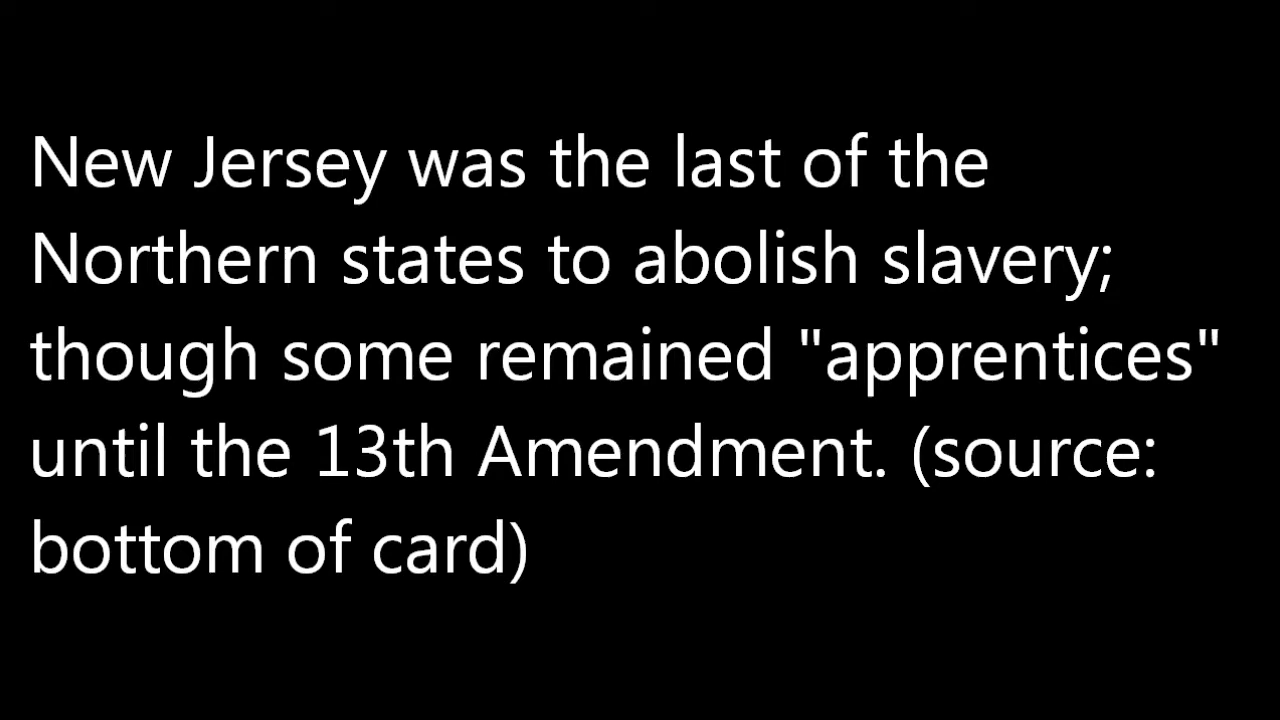 New Jersey was the last of the
Northern states to abolish slavery;
though some remained "apprentices"
until the 13th Amendment. (source:
bottom of card)